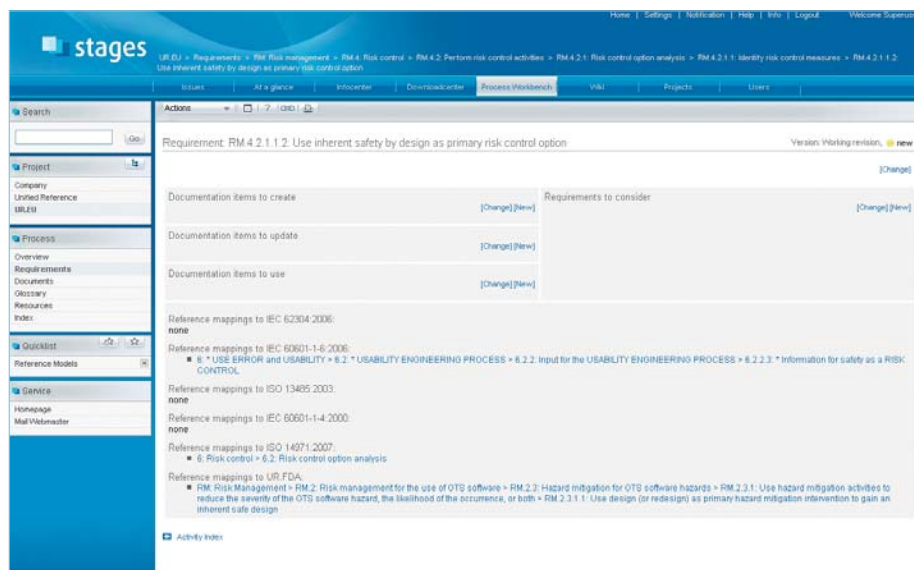 Home | Settings | Notification | Help | Info | Logout Welcome Superus
stages
UR.EU > Requirements > RM: Risk management > RM.4: Risk control > RM.4.2: Perform risk control activities > RM.4.2.1: Risk control option analysis > RM.4.2.1.1: Identify risk control measures > RM.4.2.1.1.2:
Use inherent safety by design as primary risk control option
Issues At a glance Infocenter Downloadcenter Process Workbench Wiki Projects Users
Search
Go
Project
Company
Unified Reference
UR.EU
Process
Overview
Requirements
Documents
Glossary
Resources
Index
Quicklist
Reference Models
Service
Homepage
Mail Webmaster
Actions
Requirement: RM.4.2.1.1.2: Use inherent safety by design as primary risk control option Version: Working revision, new
[Change]
Documentation items to create
[Change] [New]
Documentation items to update
[Change] [New]
Documentation items to use
[Change] [New]
Requirements to consider
[Change] [New]
Reference mappings to IEC 62304:2006:
none
Reference mappings to IEC 60601-1-6:2006:
6: * USE ERROR and USABILITY > 6.2: * USABILITY ENGINEERING PROCESS > 6.2.2: Input for the USABILITY ENGINEERING PROCESS > 6.2.2.3: * Information for safety as a RISK
CONTROL
Reference mappings to ISO 13485:2003:
none
Reference mappings to IEC 60601-1-4:2000:
none
Reference mappings to ISO 14971:2007:
6: Risk control > 6.2: Risk control option analysis
Reference mappings to UR.FDA:
RM: Risk Management > RM.2: Risk management for the use of OTS software > RM.2.3: Hazard mitigation for OTS software hazards > RM.2.3.1: Use hazard mitigation activities to
reduce the severity of the OTS software hazard, the likelihood of the occurrence, or both > RM.2.3.1.1: Use design (or redesign) as primary hazard mitigation intervention to gain an
inherent safe design
Activity Index